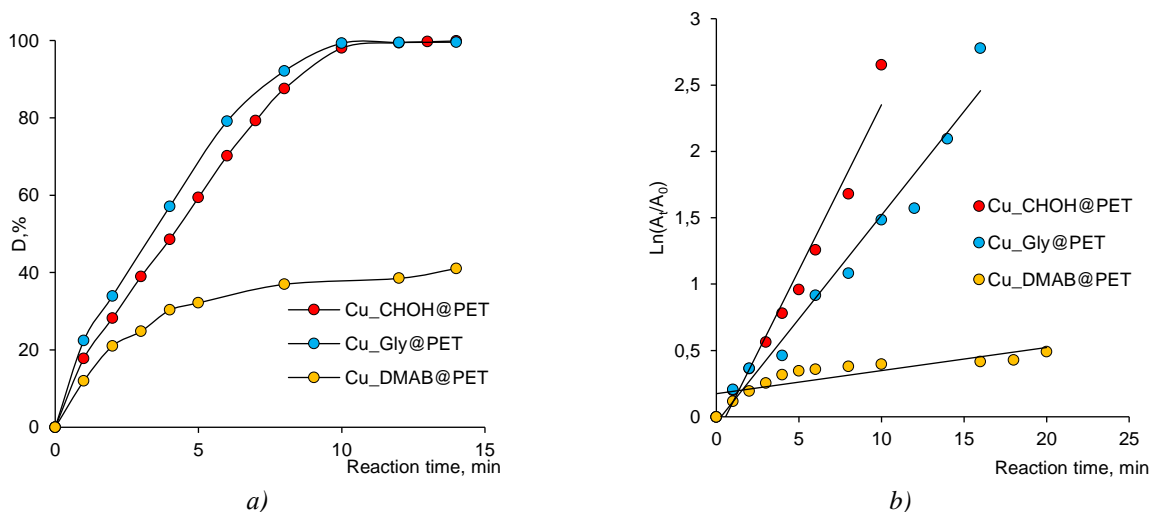 D,%
100
80
60
40
20
0
0 5 10 15
Reaction time, min
Cu_CHOH@PET
Cu_Gly@PET
Cu_DMAB@PET
a)
Ln(At/A0)
3
2,5
2
1,5
1
0,5
0
0 5 10 15 20 25
Reaction time, min
Cu_CHOH@PET
Cu_Gly@PET
Cu_DMAB@PET
b)